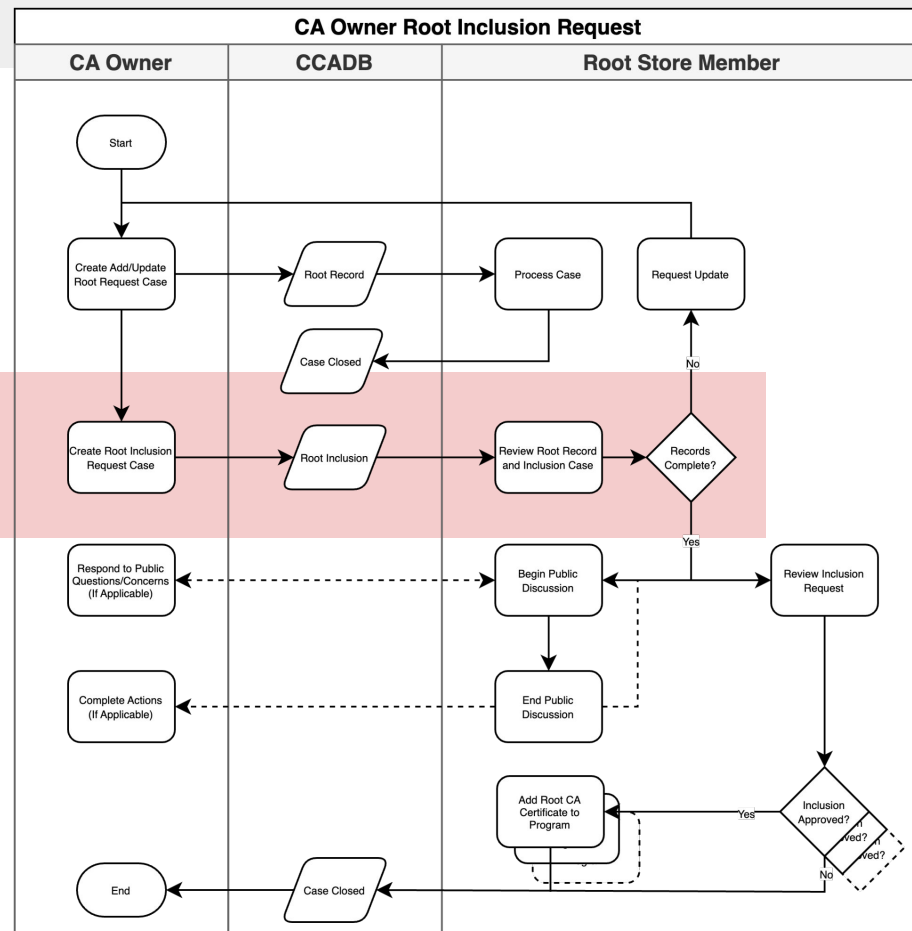 CA Owner Root Inclusion Request
CA Owner
CCADB
Root Store Member
Start
Create Add/Update
Root Request Case
Root Record
Process Case
Request Update
Case Closed
No
Create Root Inclusion
Request Case
Root Inclusion
Review Root Record
and Inclusion Case
Records
Complete?
Yes
Respond to Public
Questions/Concerns
(If Applicable)
Begin Public
Discussion
Review Inclusion
Request
Complete Actions
(If Applicable)
End Public
Discussion
Add Root CA
Certificate to
Program
Yes
Inclusion
Approved?
n
ved?
n
ved?
No
End
Case Closed